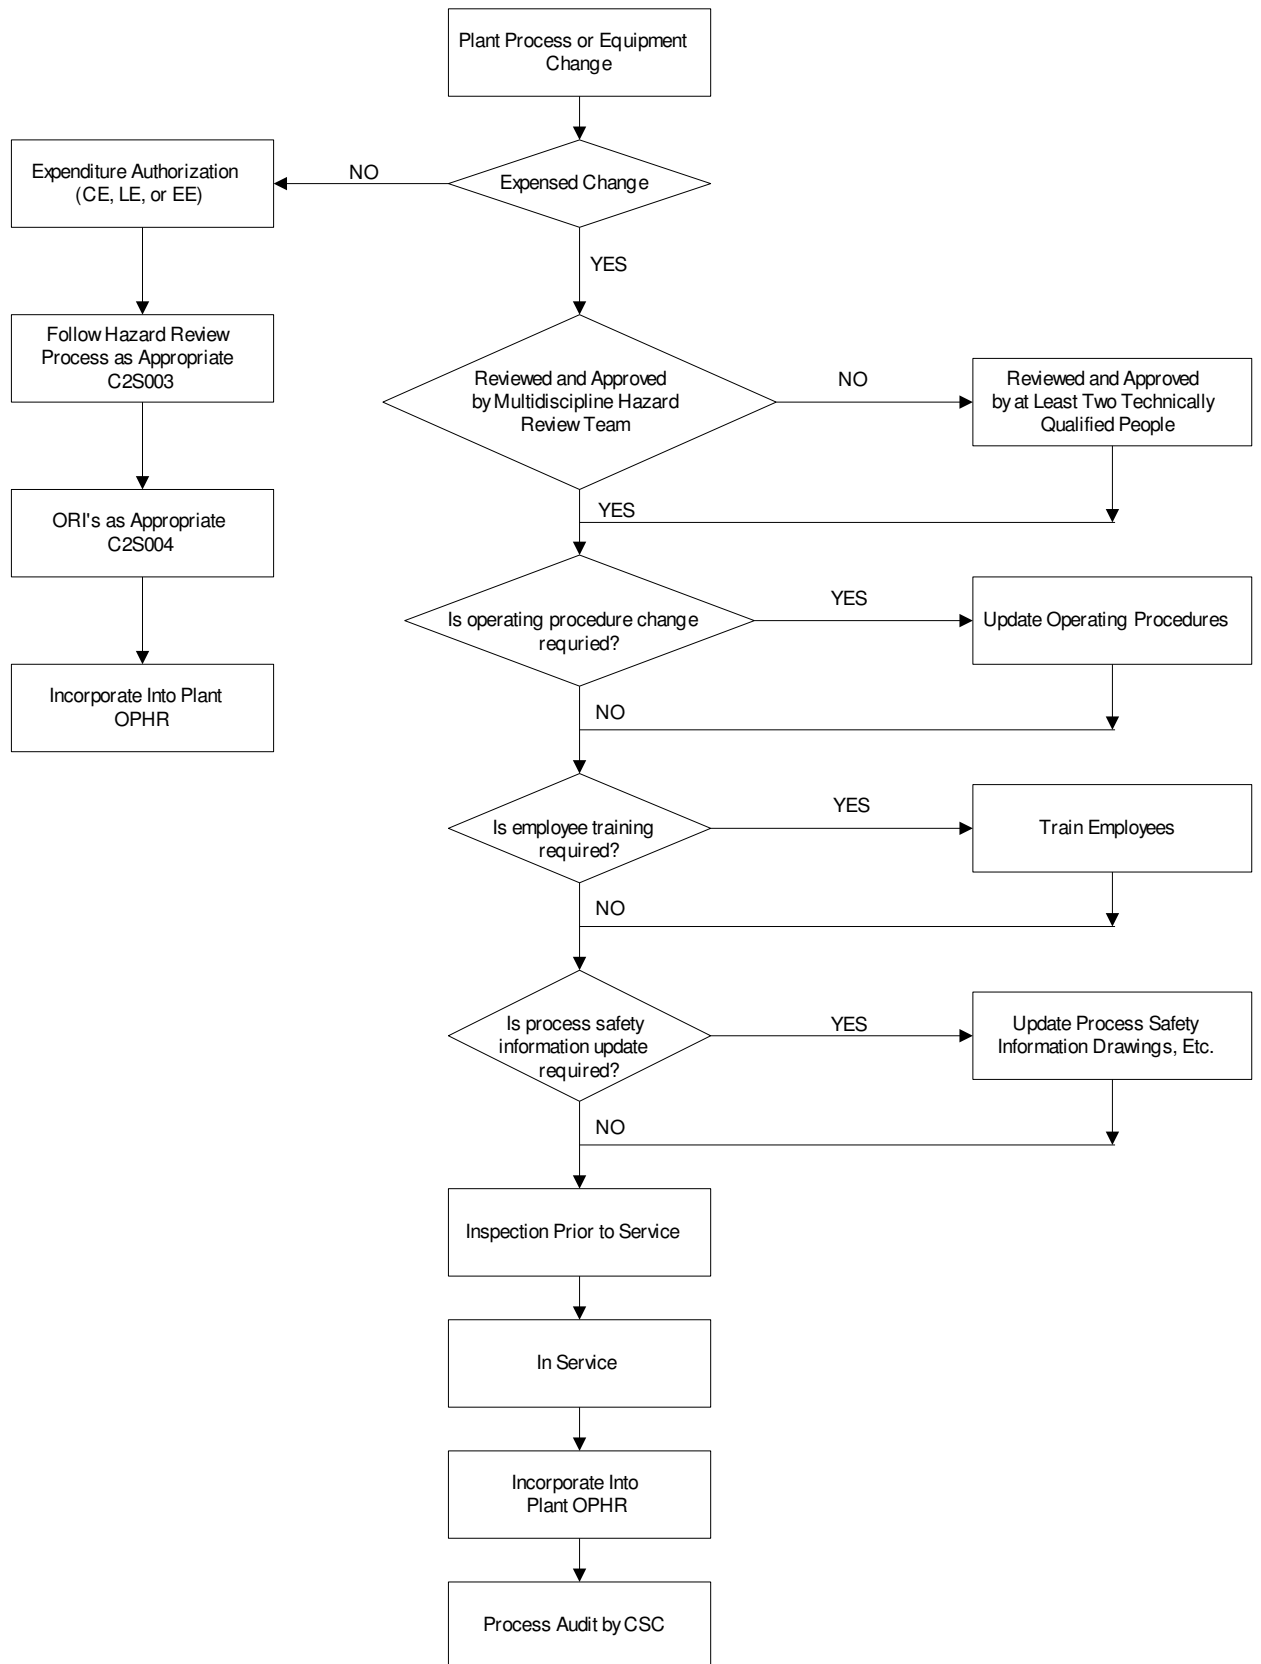 Plant Process or Equipment
Change
Expenditure Authorization
(CE, LE, or EE)
NO
Expensed Change
YES
Follow Hazard Review
Process as Appropriate
C2S003
Reviewed and Approved
by Multidiscipline Hazard
Review Team
NO
Reviewed and Approved
by at Least Two Technically
Qualified People
YES
ORI's as Appropriate
C2S004
Is operating procedure change
requried?
YES
Update Operating Procedures
NO
Incorporate Into Plant
OPHR
Is employee training
required?
YES
Train Employees
NO
Is process safety
information update
required?
YES
Update Process Safety
Information Drawings, Etc.
NO
Inspection Prior to Service
In Service
Incorporate Into
Plant OPHR
Process Audit by CSC